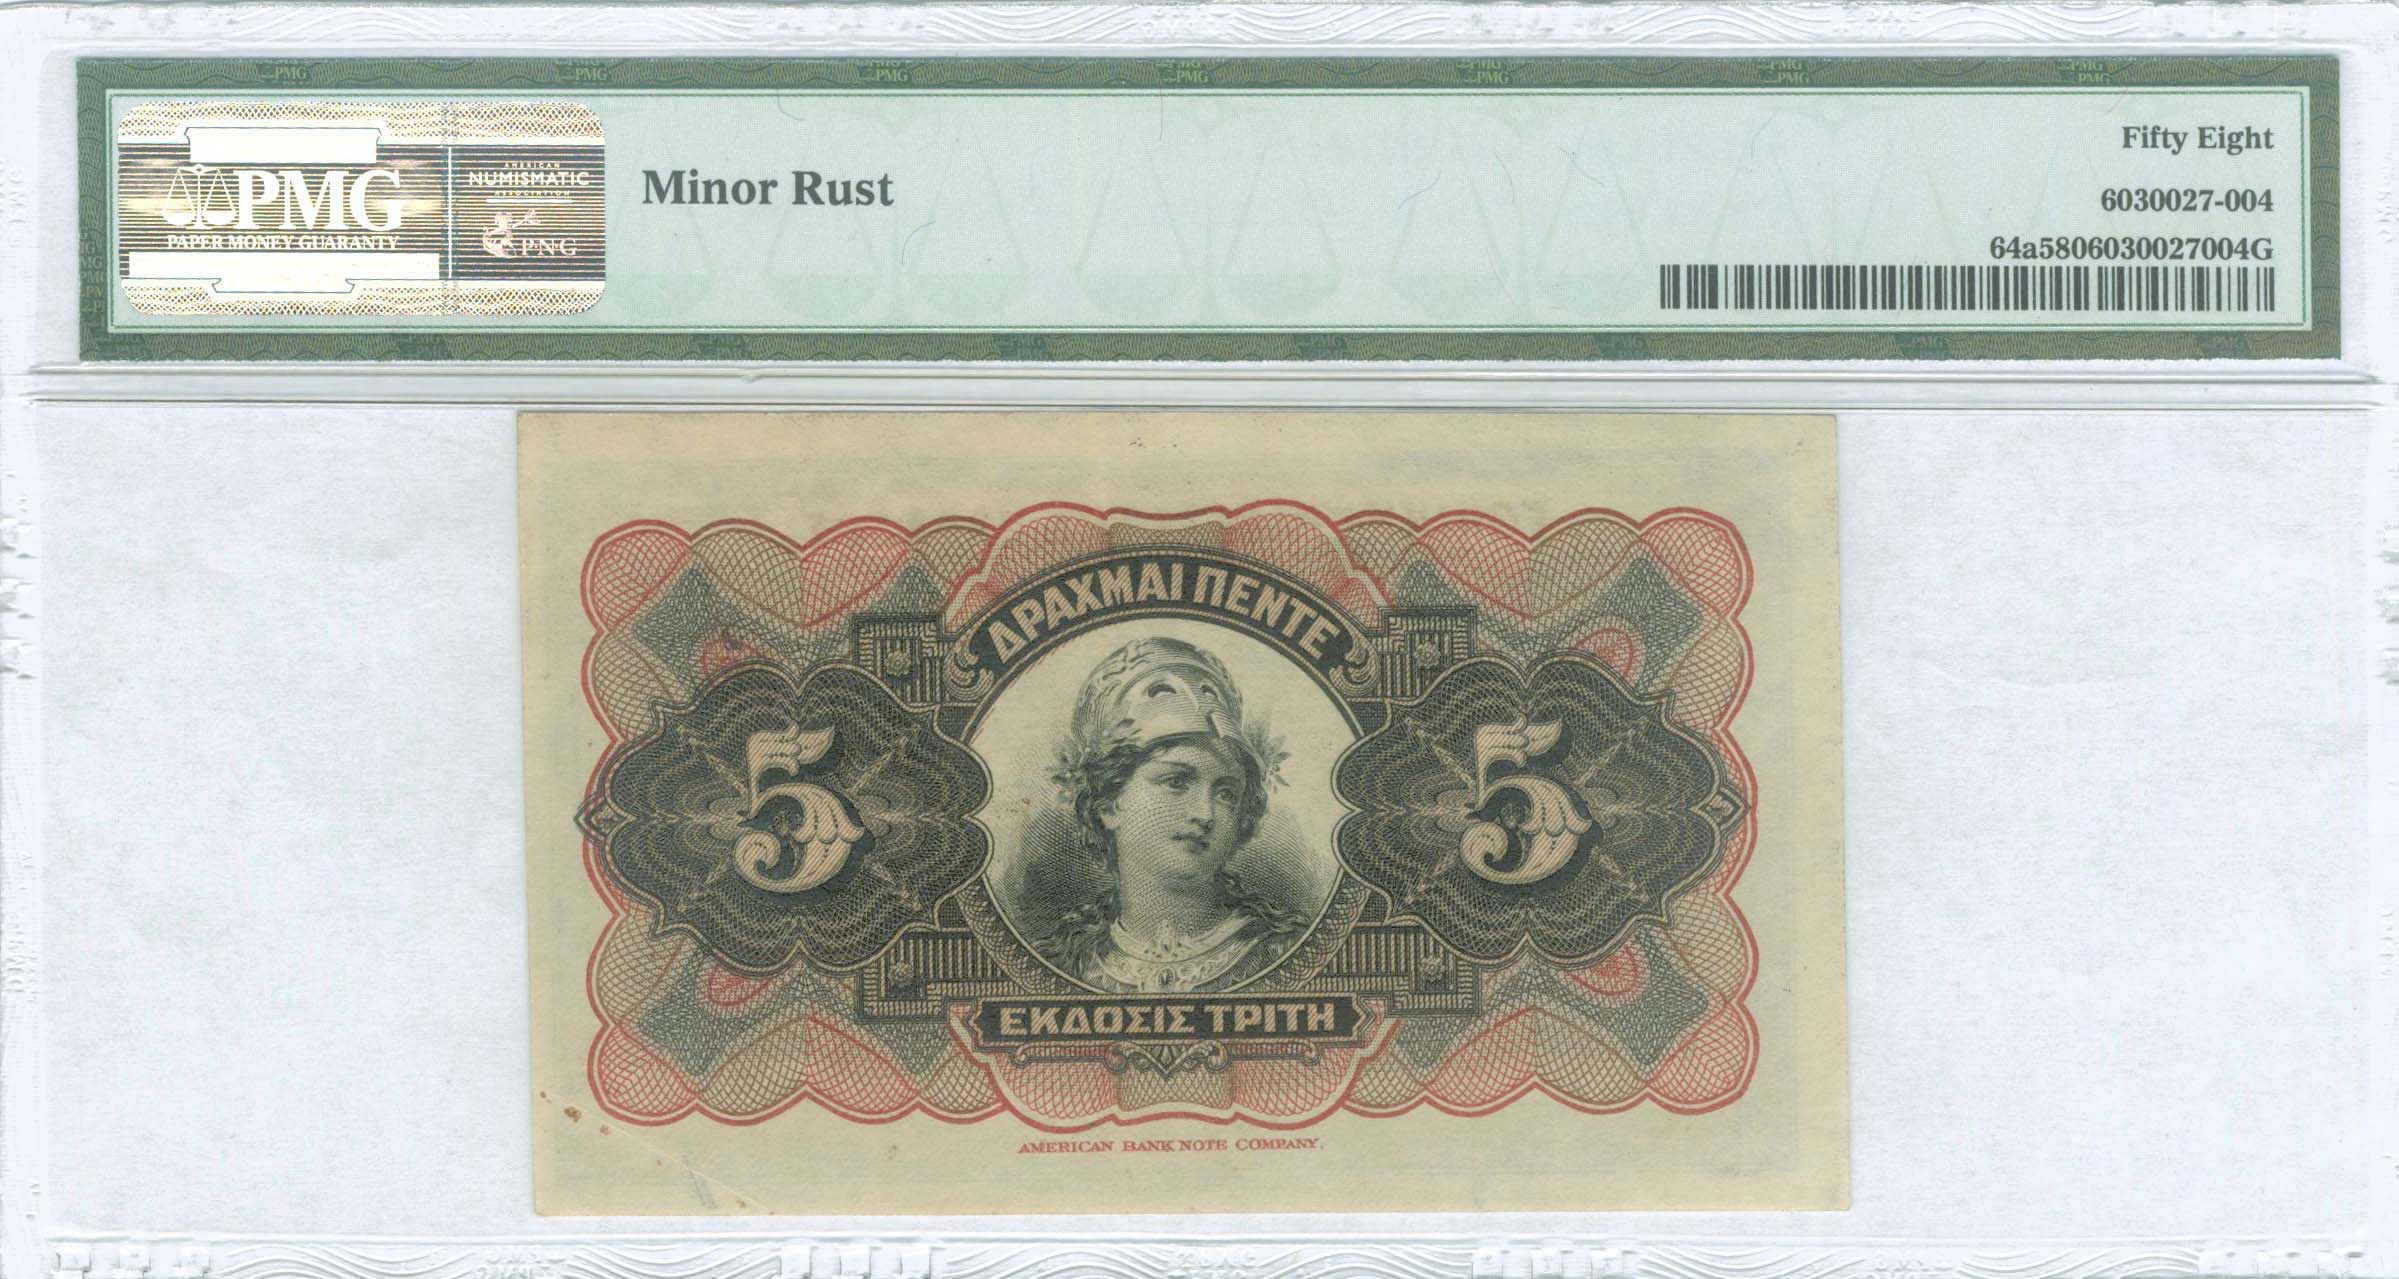 PMG
PAPER MONEY GUARANTY
AMERICAN
NUMISMATIC
ASSOCIATION
PNG
Minor Rust
Fifty Eight
6030027-004
64a5806030027004G
ΔΡΑΧΜΑΙ ΠΕΝΤΕ
5 5
ΕΚΔΟΣΙΣ ΤΡΙΤΗ
AMERICAN BANK NOTE COMPANY.